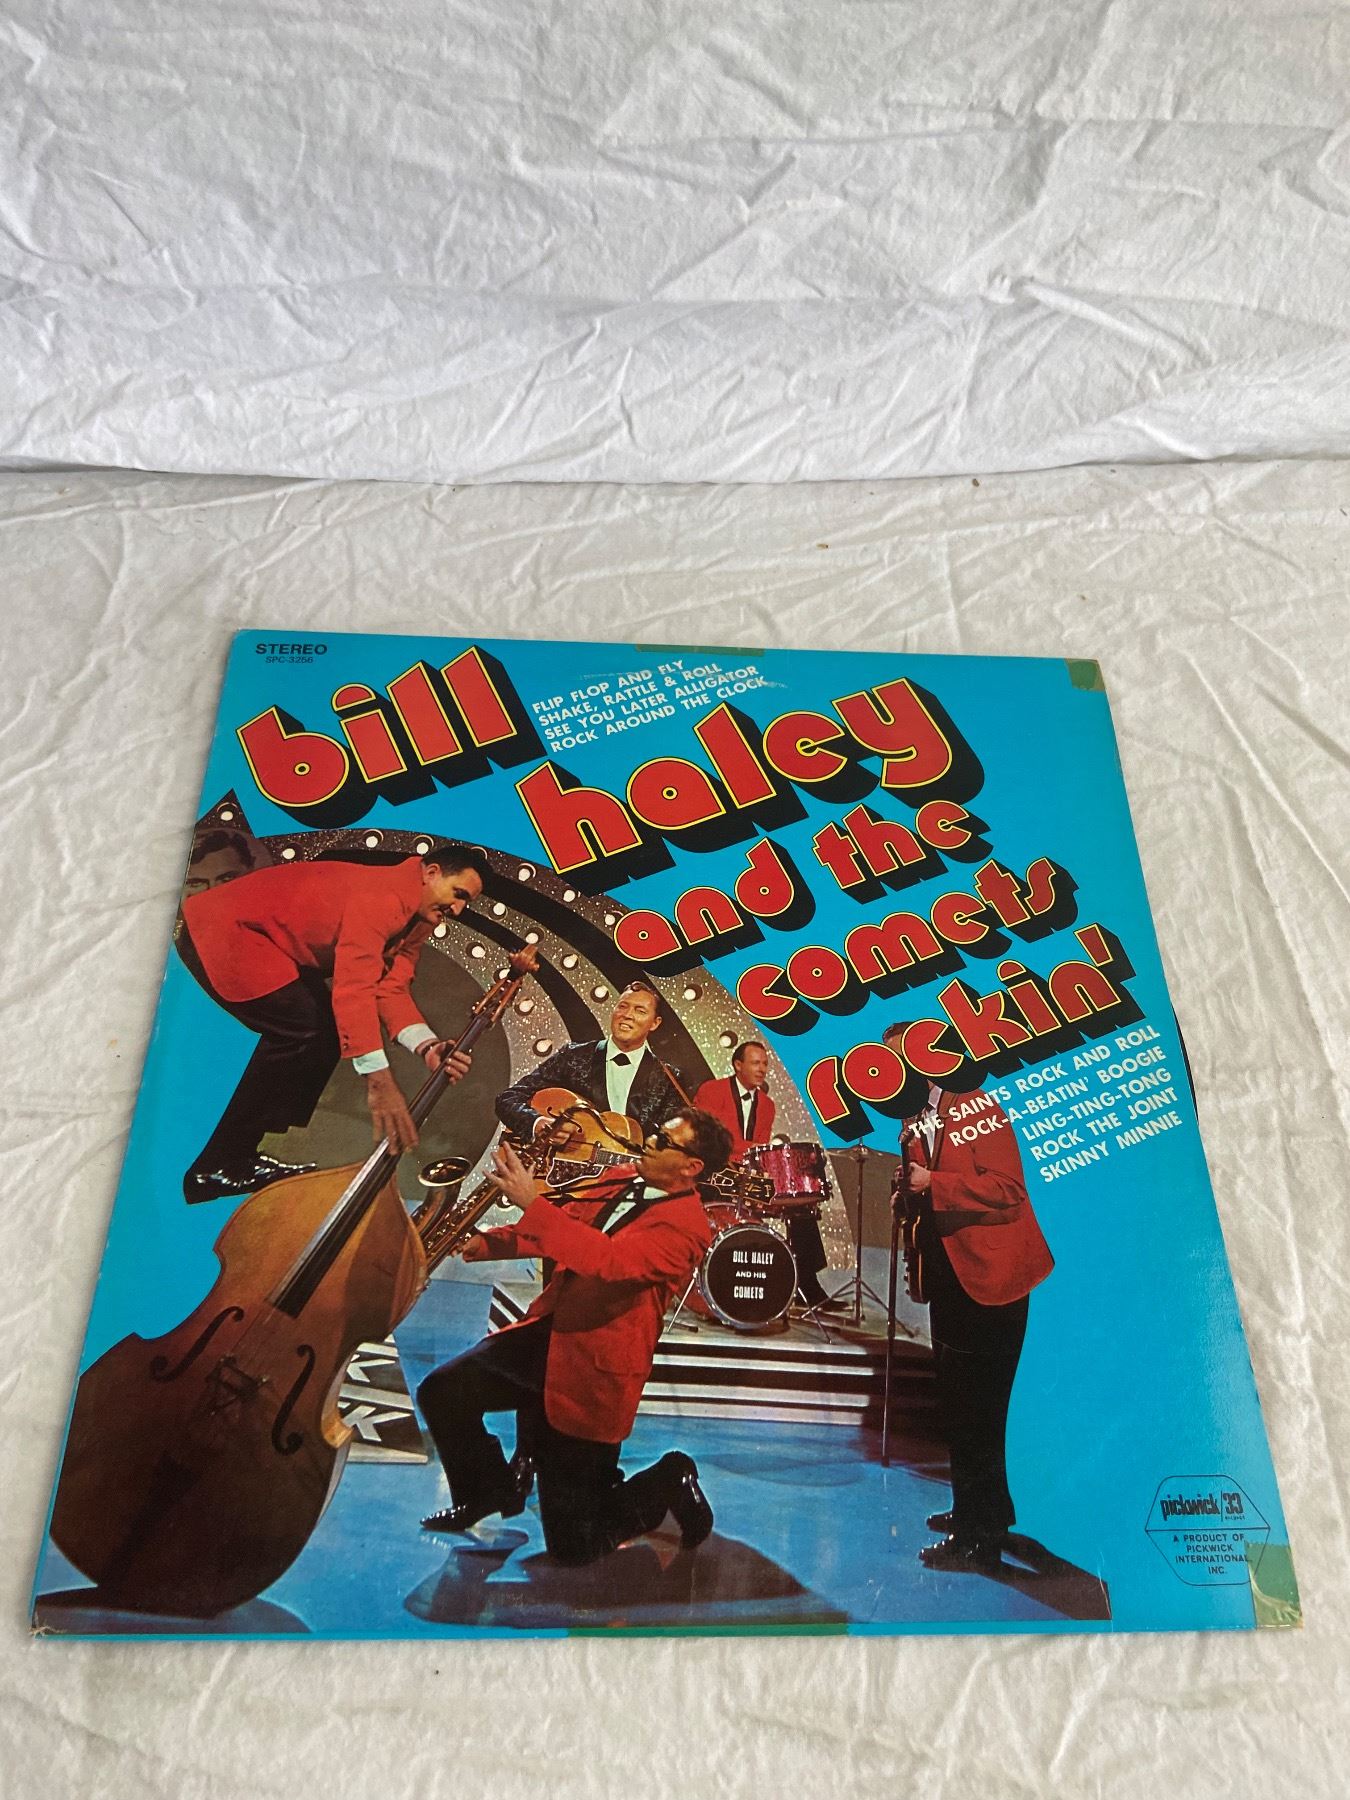 STEREO
SPC-3256
FLIP FLOP AND FLY
SHAKE, RATTLE & ROLL
SEE YOU LATER ALLIGATOR
ROCK AROUND THE CLOCK
bill
haley
and the
comets
rockin'
THE SAINTS ROCK AND ROLL
ROCK-A-BEATIN' BOOGIE
LING-TING-TONG
ROCK THE JOINT
SKINNY MINNIE
BILL HALEY
AND HIS
COMETS
pickwick/33
RECORDS
A PRODUCT OF
PICKWICK
INTERNATIONAL,
INC.